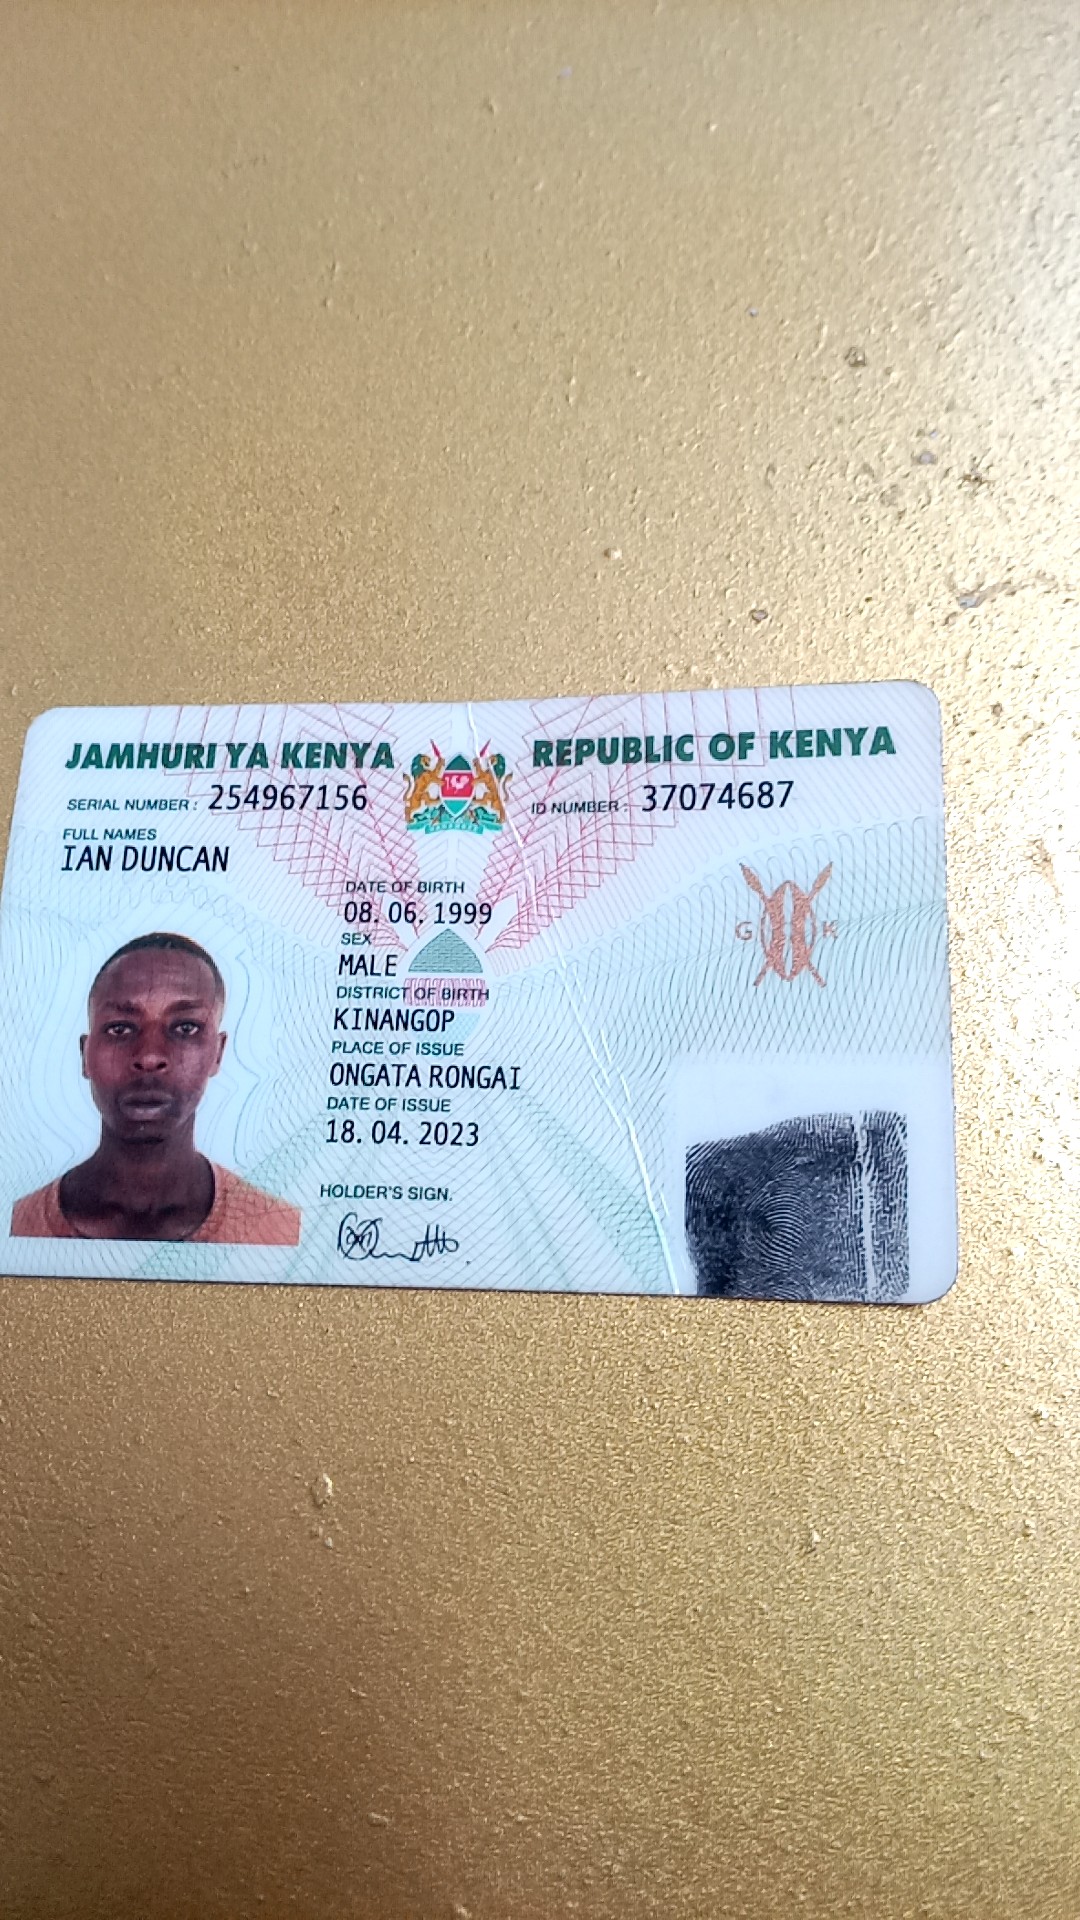 JAMHURI YA KENYA REPUBLIC OF KENYA
SERIAL NUMBER: 254967156 ID NUMBER: 37074687
FULL NAMES
IAN DUNCAN
DATE OF BIRTH
08. 06. 1999
SEX
MALE
G K
DISTRICT OF BIRTH
KINANGOP
PLACE OF ISSUE
ONGATA RONGAI
DATE OF ISSUE
18. 04. 2023
HOLDER'S SIGN.